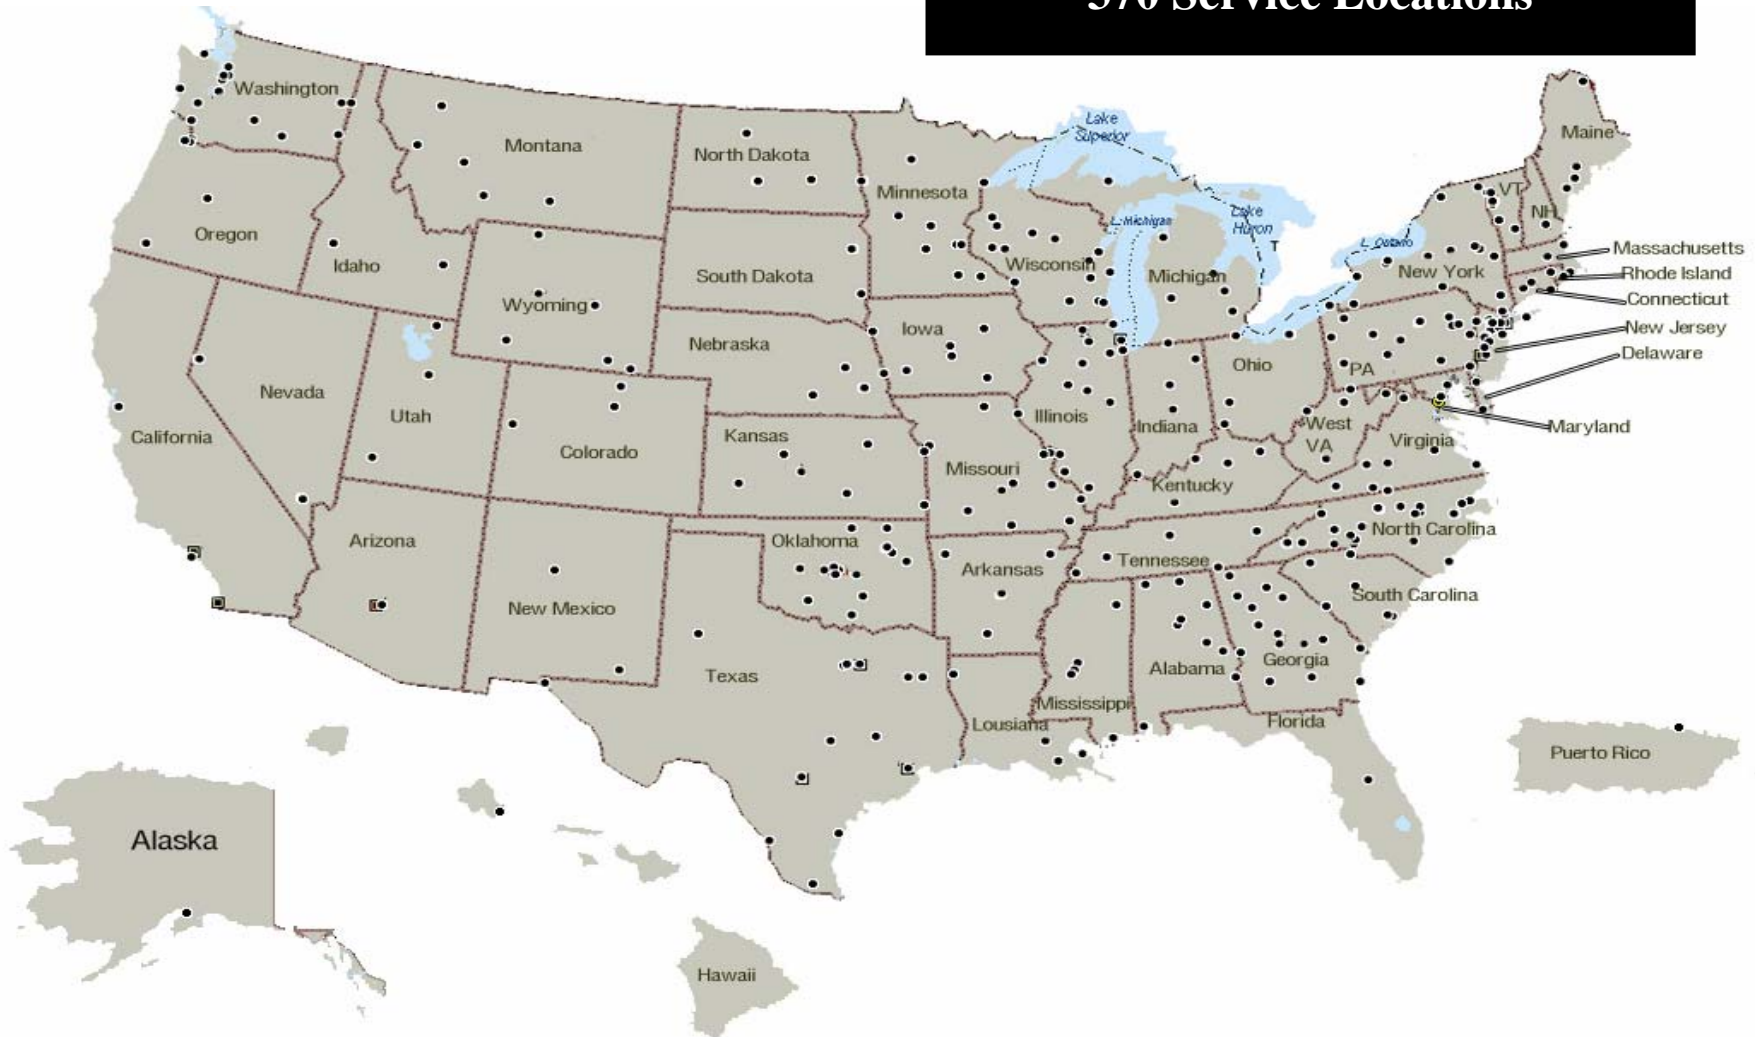 370 Service Locations
Washington
Montana
North Dakota
Minnesota
Lake
Superior
Maine
VT
NH
Oregon
Idaho
Wyoming
South Dakota
Wisconsin
L. Michigan
Michigan
Lake
Huron
T
L. Ontario
New York
Massachusetts
Rhode Island
Connecticut
New Jersey
Delaware
Maryland
Nebraska
Iowa
Illinois
Indiana
Ohio
PA
West
VA
Virginia
California
Nevada
Utah
Colorado
Kansas
Missouri
Kentucky
Arizona
New Mexico
Oklahoma
Arkansas
Tennessee
North Carolina
South Carolina
Texas
Lousiana
Mississippi
Alabama
Georgia
Florida
Puerto Rico
Alaska
Hawaii